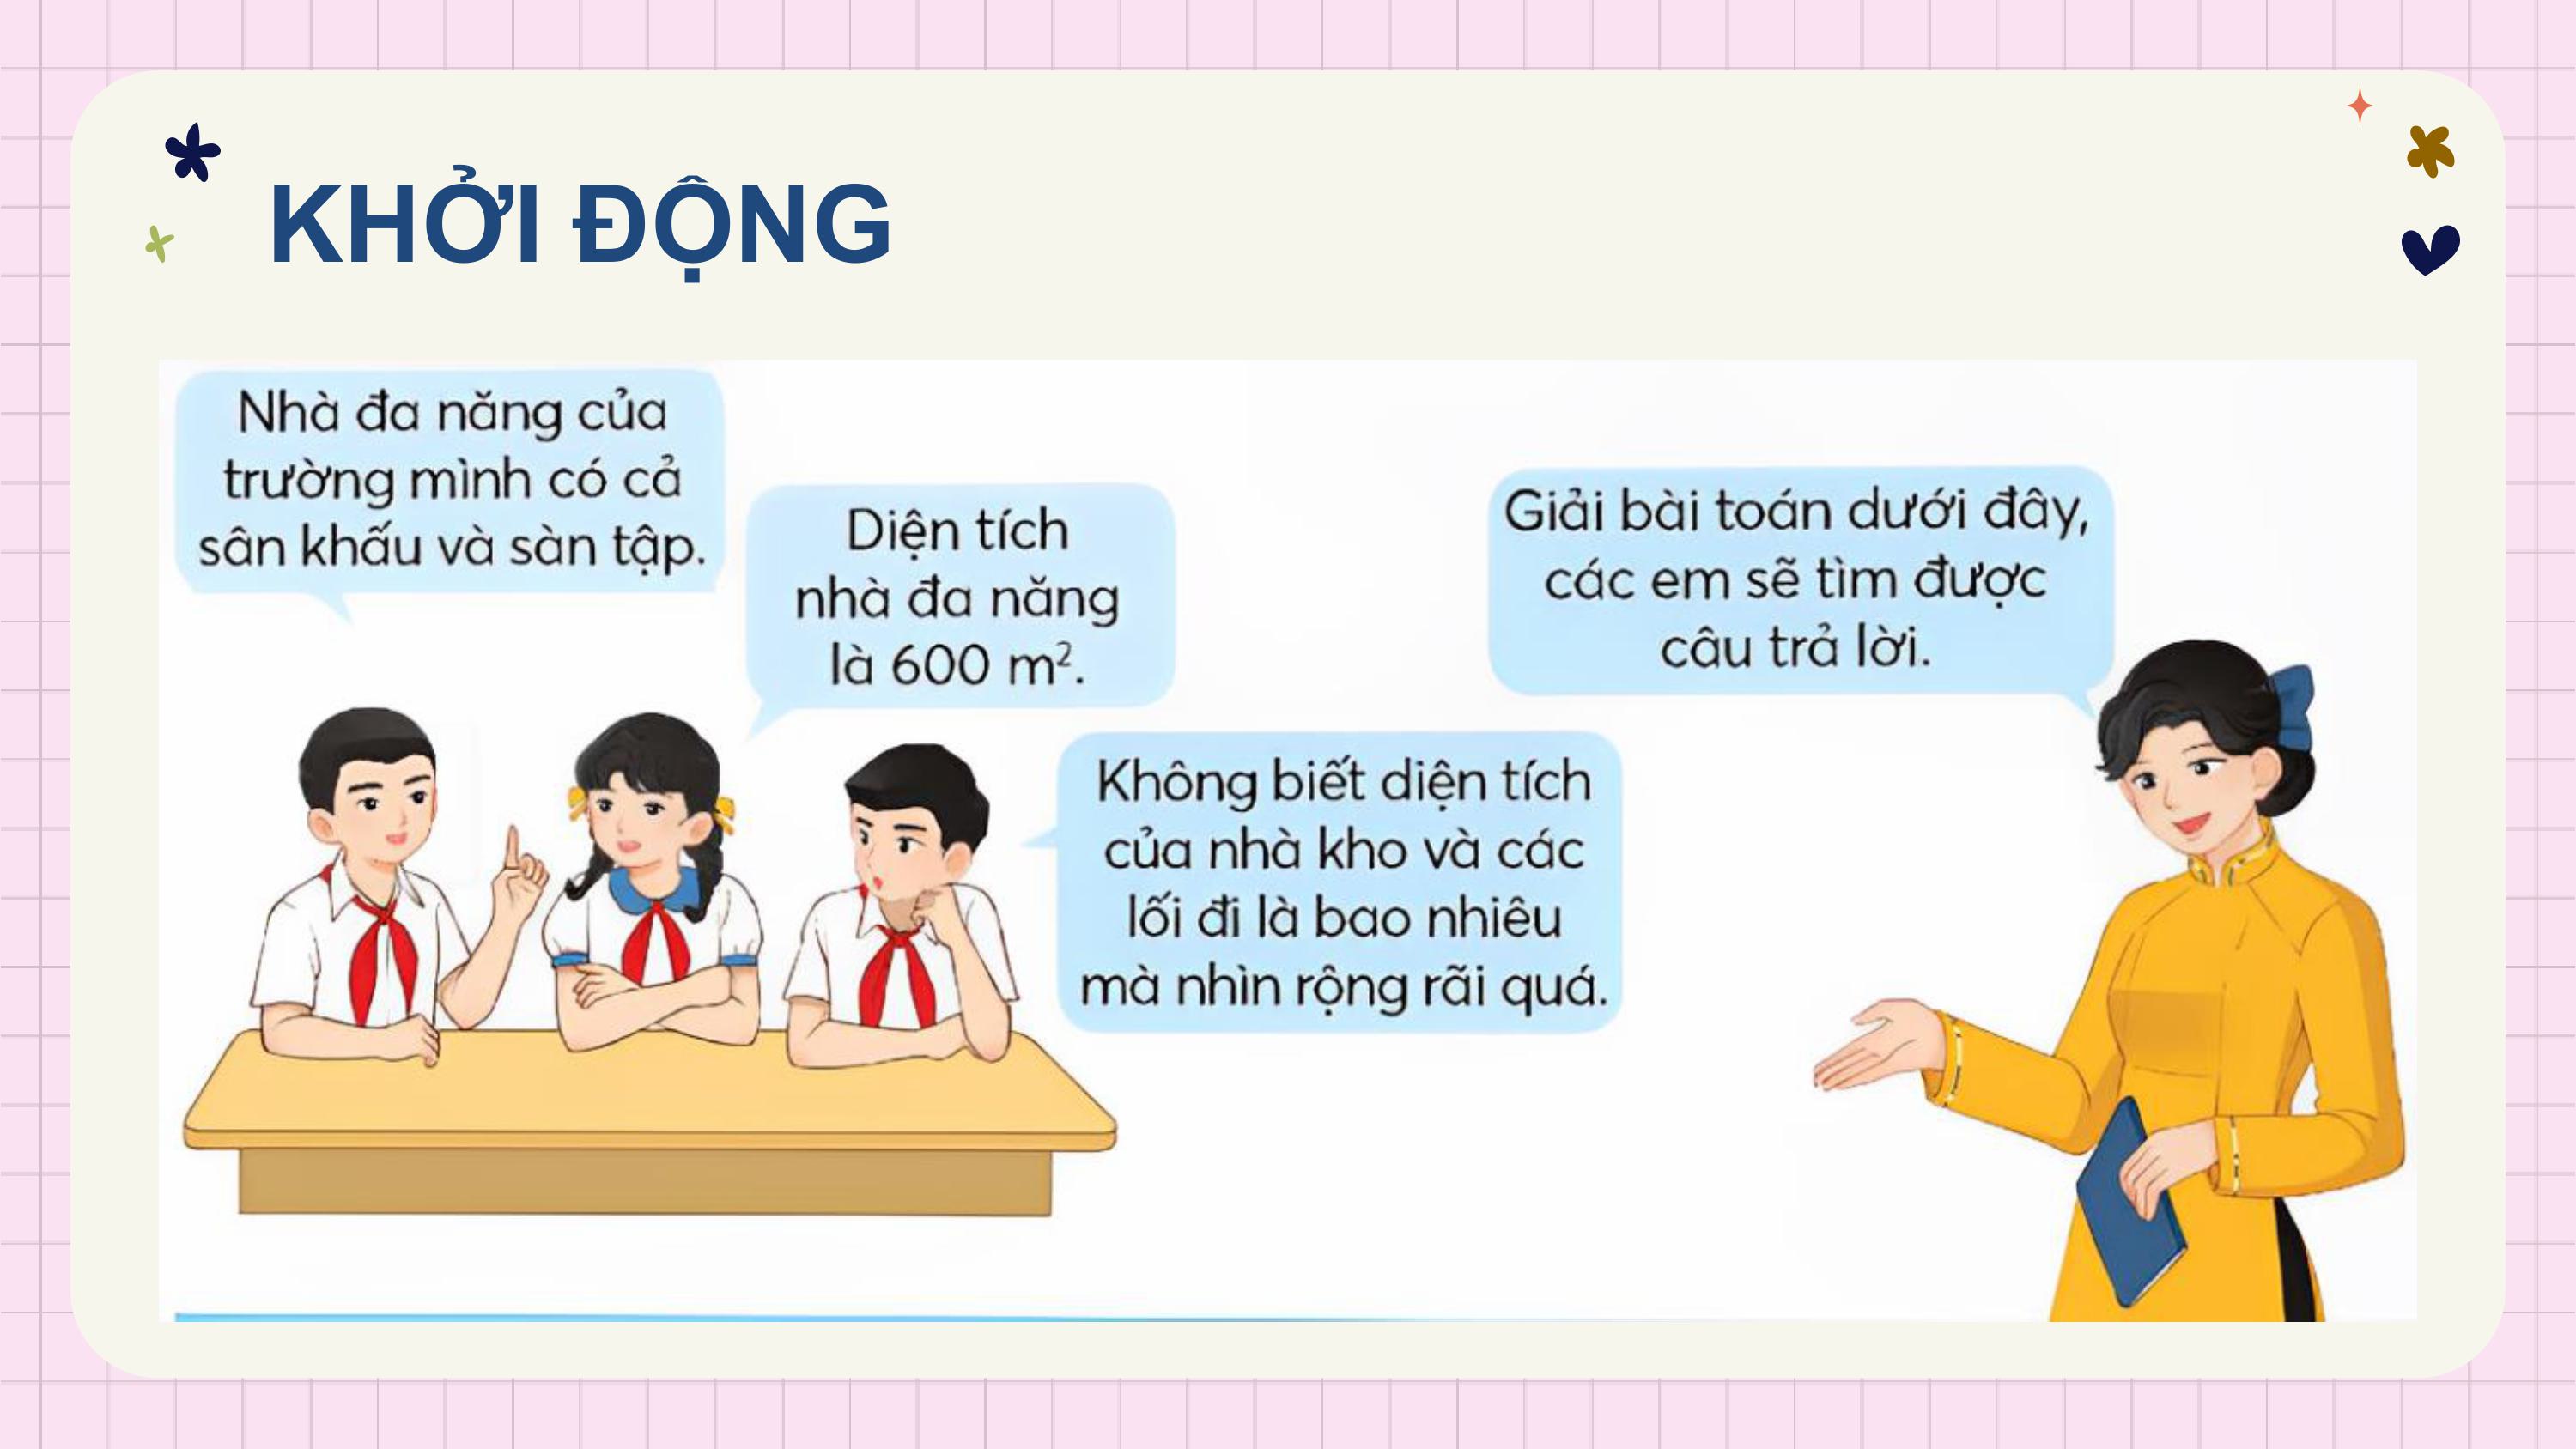 KHỞI ĐỘNG
Nhà đa năng của
trường mình có cả
sân khấu và sàn tập.
Diện tích
nhà đa năng
là 600 m².
Không biết diện tích
của nhà kho và các
lối đi là bao nhiêu
mà nhìn rộng rãi quá.
Giải bài toán dưới đây,
các em sẽ tìm được
câu trả lời.